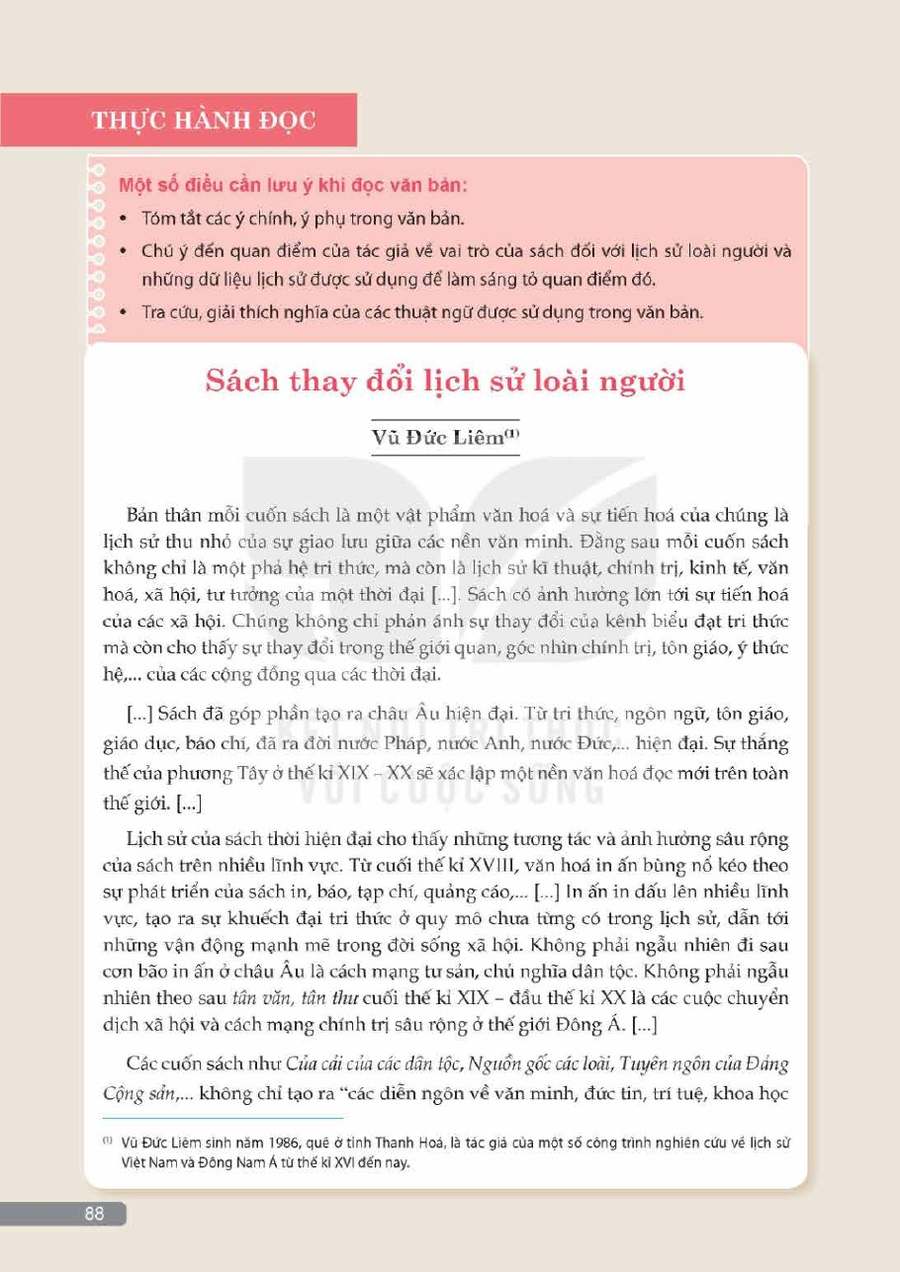 THỰC HÀNH ĐỌC
Một số điều cần lưu ý khi đọc văn bản:
• Tóm tắt các ý chính, ý phụ trong văn bản.
• Chú ý đến quan điểm của tác giả về vai trò của sách đối với lịch sử loài người và
những dữ liệu lịch sử được sử dụng để làm sáng tỏ quan điểm đó.
• Tra cứu, giải thích nghĩa của các thuật ngữ được sử dụng trong văn bản.
Sách thay đổi lịch sử loài người
Vũ Đức Liêm(1)
Bản thân mỗi cuốn sách là một vật phẩm văn hoá và sự tiến hoá của chúng là
lịch sử thu nhỏ của sự giao lưu giữa các nền văn minh. Đằng sau mỗi cuốn sách
không chỉ là một phả hệ tri thức, mà còn là lịch sử kĩ thuật, chính trị, kinh tế, văn
hoá, xã hội, tư tưởng của một thời đại [...]. Sách có ảnh hưởng lớn tới sự tiến hoá
của các xã hội. Chúng không chỉ phản ánh sự thay đổi của kênh biểu đạt tri thức
mà còn cho thấy sự thay đổi trong thế giới quan, góc nhìn chính trị, tôn giáo, ý thức
hệ,... của các cộng đồng qua các thời đại.
[...] Sách đã góp phần tạo ra châu Âu hiện đại. Từ tri thức, ngôn ngữ, tôn giáo,
giáo dục, báo chí, đã ra đời nước Pháp, nước Anh, nước Đức,... hiện đại. Sự thắng
thế của phương Tây ở thế kỉ XIX – XX sẽ xác lập một nền văn hoá đọc mới trên toàn
thế giới. [...]
KẾT NỐI TRI THỨC
VỚI CUỘC SỐNG
Lịch sử của sách thời hiện đại cho thấy những tương tác và ảnh hưởng sâu rộng
của sách trên nhiều lĩnh vực. Từ cuối thế kỉ XVIII, văn hoá in ấn bùng nổ kéo theo
sự phát triển của sách in, báo, tạp chí, quảng cáo,... [...] In ấn in dấu lên nhiều lĩnh
vực, tạo ra sự khuếch đại tri thức ở quy mô chưa từng có trong lịch sử, dẫn tới
những vận động mạnh mẽ trong đời sống xã hội. Không phải ngẫu nhiên đi sau
cơn bão in ấn ở châu Âu là cách mạng tư sản, chủ nghĩa dân tộc. Không phải ngẫu
nhiên theo sau tân văn, tân thư cuối thế kỉ XIX – đầu thế kỉ XX là các cuộc chuyển
dịch xã hội và cách mạng chính trị sâu rộng ở thế giới Đông Á. [...]
Các cuốn sách như Của cải của các dân tộc, Nguồn gốc các loài, Tuyên ngôn của Đảng
Cộng sản,... không chỉ tạo ra “các diễn ngôn về văn minh, đức tin, trí tuệ, khoa học
(1) Vũ Đức Liêm sinh năm 1986, quê ở tỉnh Thanh Hoá, là tác giả của một số công trình nghiên cứu về lịch sử
Việt Nam và Đông Nam Á từ thế kỉ XVI đến nay.
88